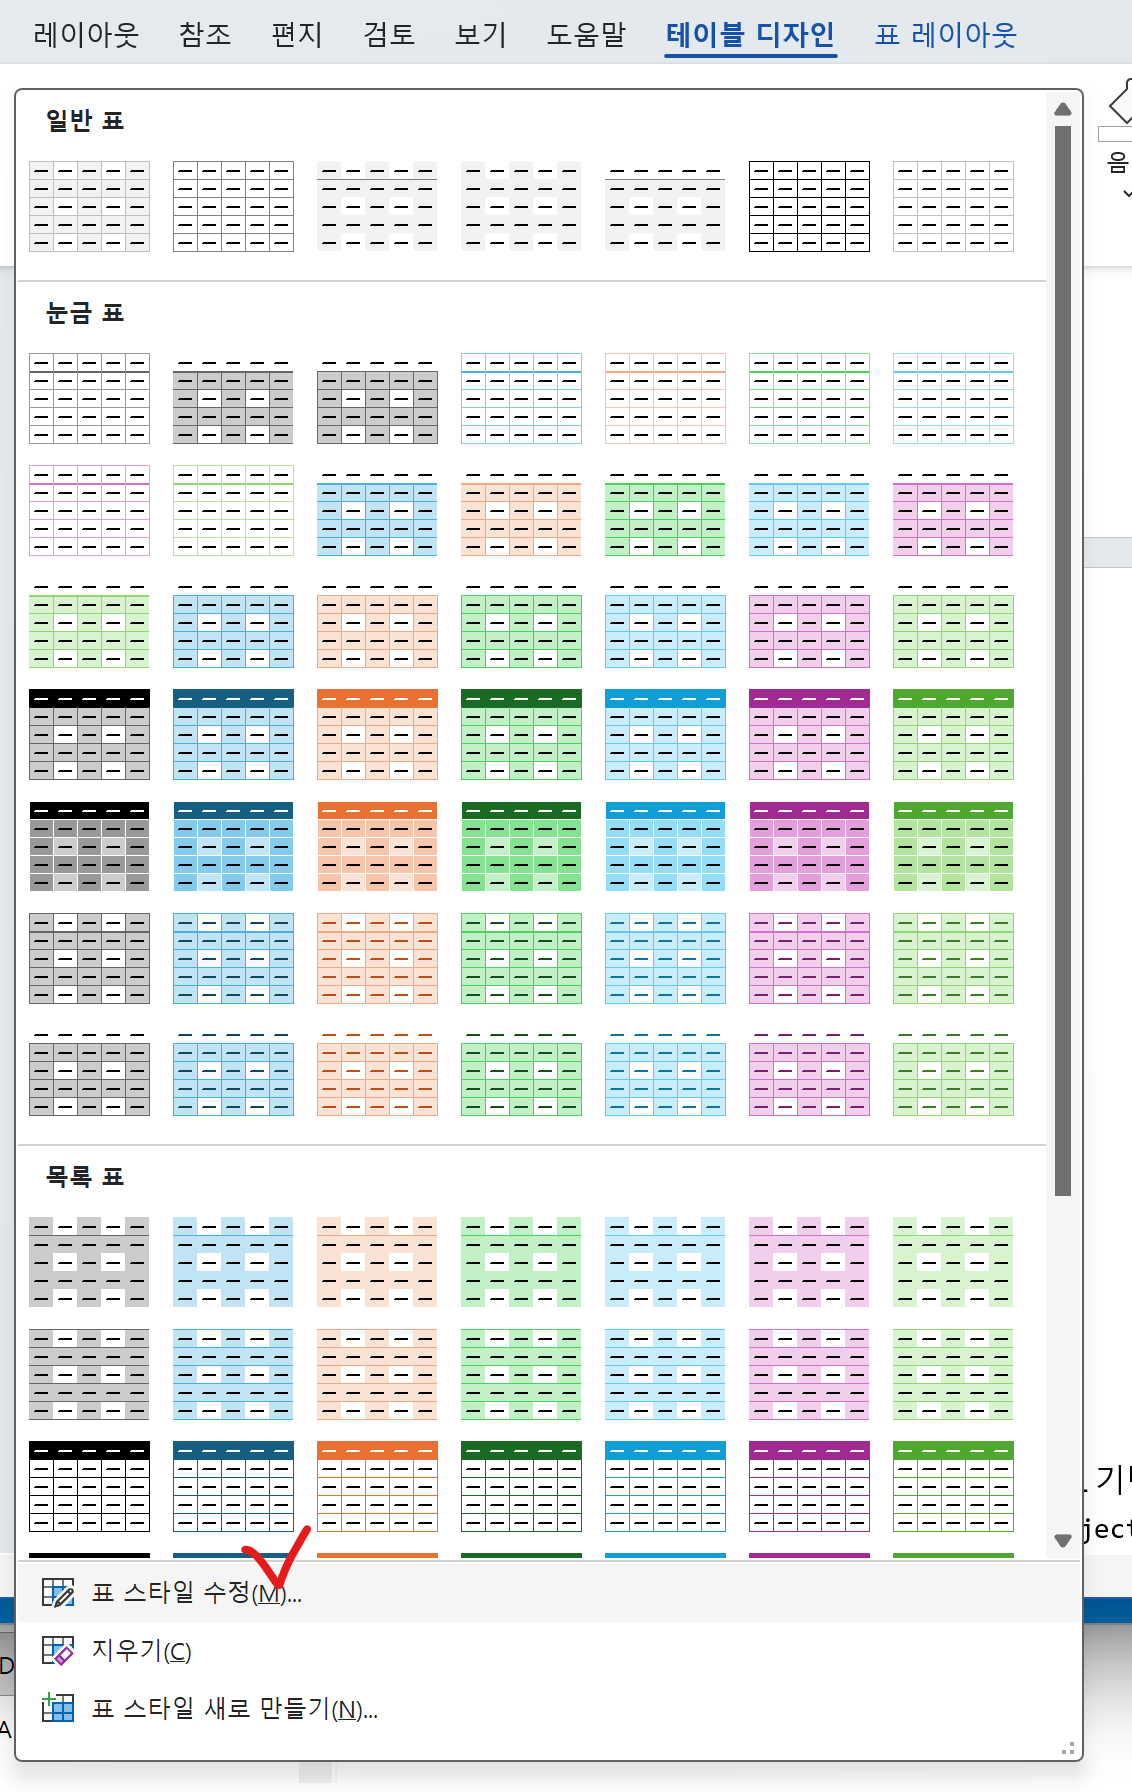 레이아웃 참조 편지 검토 보기 도움말 테이블 디자인 표 레이아웃
일반 표
음
눈금 표
목록 표
표 스타일 수정(M)...
지우기(C)
표 스타일 새로 만들기(N)...
ject
D
A